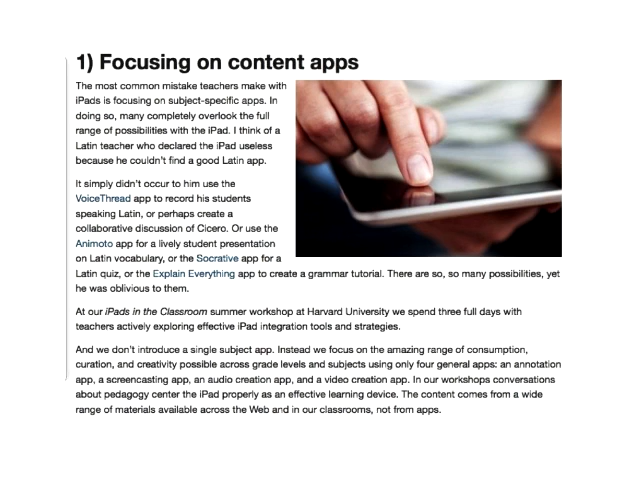 1) Focusing on content apps
The most common mistake teachers make with
iPads is focusing on subject-specific apps. In
doing so, many completely overlook the full
range of possibilities with the iPad. I think of a
Latin teacher who declared the iPad useless
because he couldn't find a good Latin app.
It simply didn't occur to him use the
VoiceThread app to record his students
speaking Latin, or perhaps create a
collaborative discussion of Cicero. Or use the
Animoto app for a lively student presentation
on Latin vocabulary, or the Socrative app for a
Latin quiz, or the Explain Everything app to create a grammar tutorial. There are so, so many possibilities, yet
he was oblivious to them.
At our iPads in the Classroom summer workshop at Harvard University we spend three full days with
teachers actively exploring effective iPad integration tools and strategies.
And we don't introduce a single subject app. Instead we focus on the amazing range of consumption,
curation, and creativity possible across grade levels and subjects using only four general apps: an annotation
app, a screencasting app, an audio creation app, and a video creation app. In our workshops conversations
about pedagogy center the iPad properly as an effective learning device. The content comes from a wide
range of materials available across the Web and in our classrooms, not from apps.